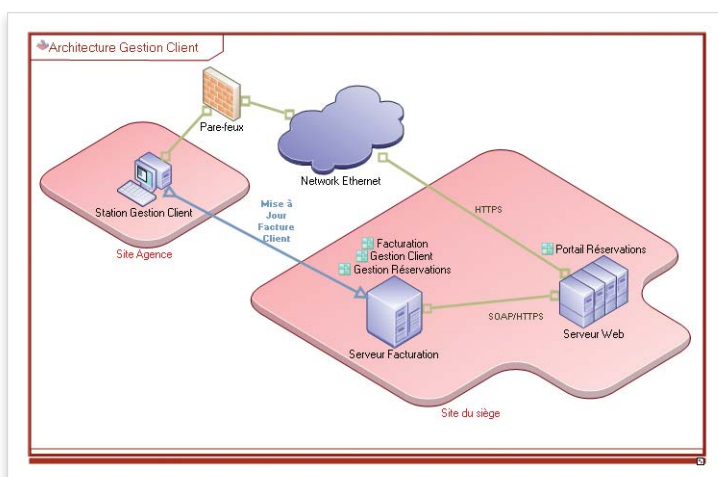 Architecture Gestion Client
Pare-feux
Network Ethernet
Station Gestion Client
Site Agence
Mise à
Jour
Facture
Client
HTTPS
Facturation
Gestion Client
Gestion Réservations
Portail Réservations
SOAP/HTTPS
Serveur Web
Serveur Facturation
Site du siège